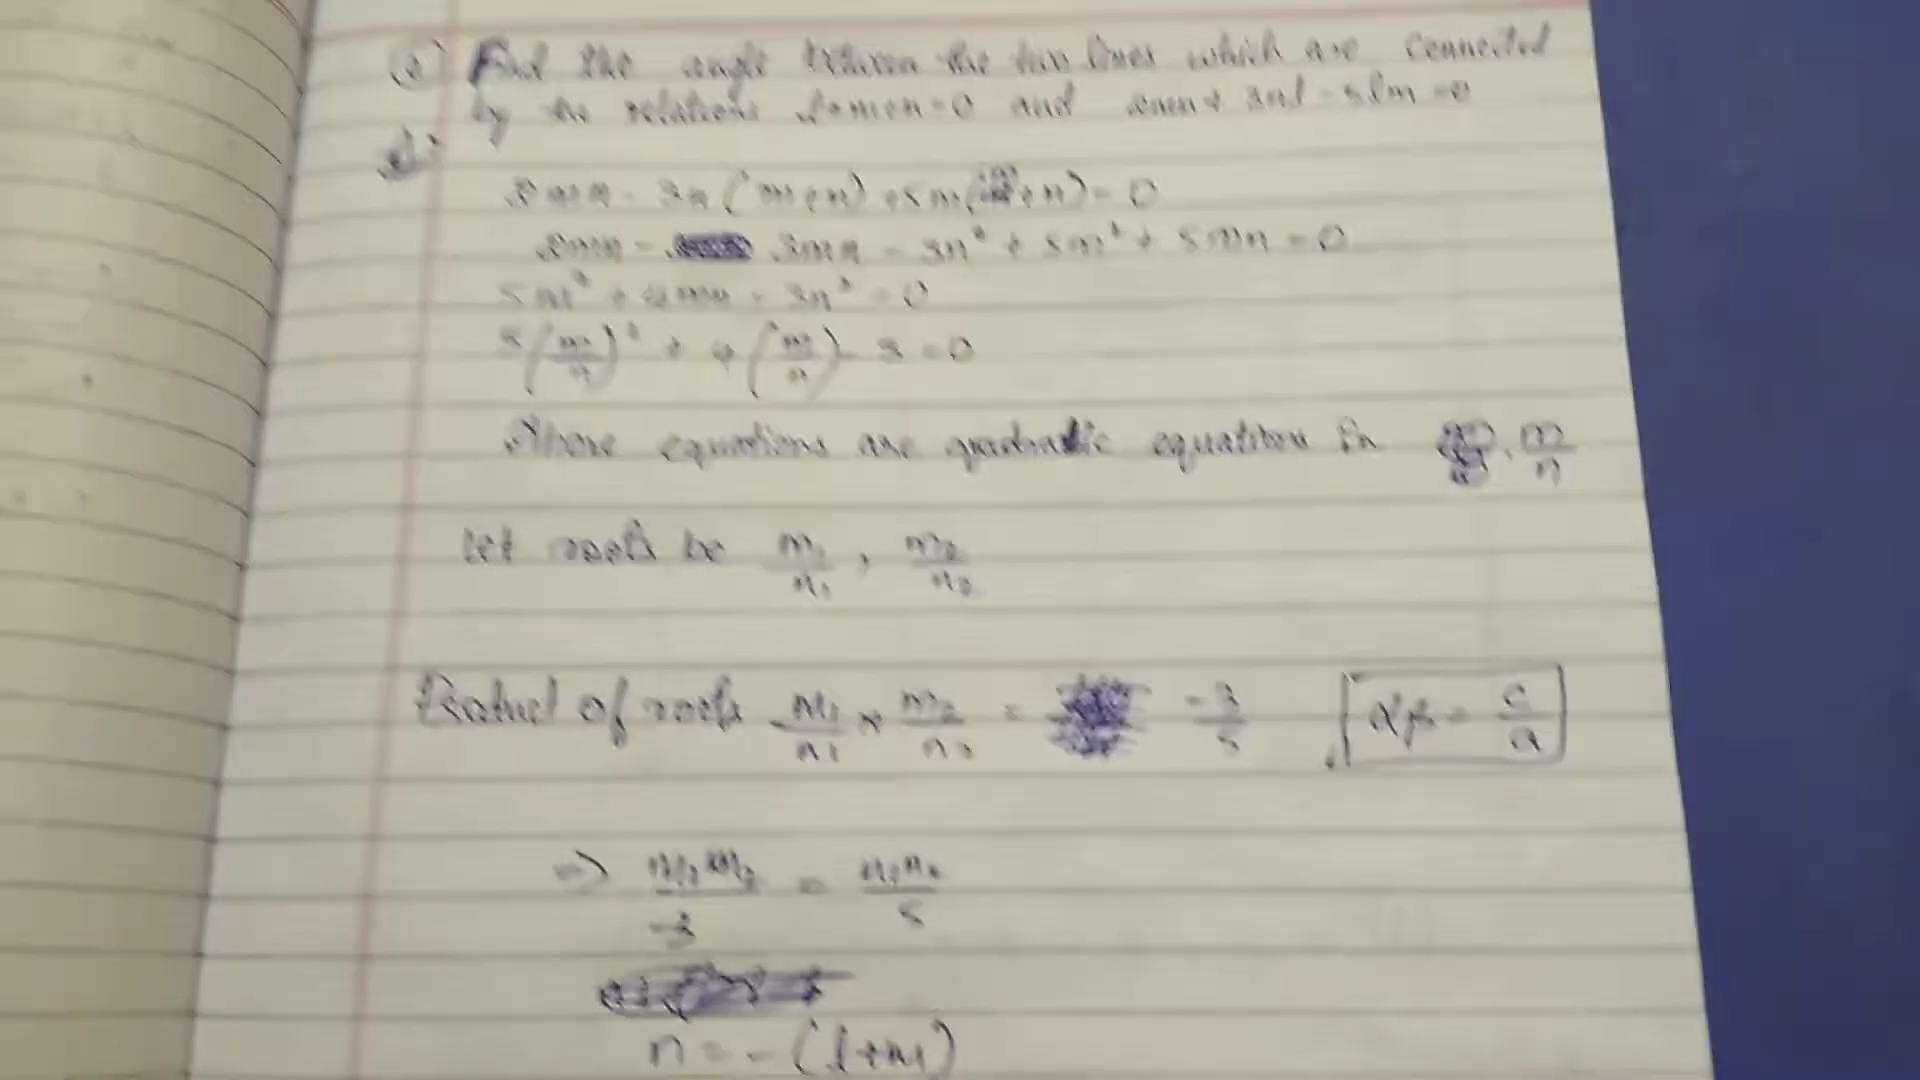 Find the angle between the two lines which are connected
by the relations l+m+n=0 and 2mn+3nl-5lm=0
2mn - 3n(m+n) +5m(m+n)=0
2mn - 3mn - 3n² + 5m² + 5mn = 0
5m² + 4mn - 3n² = 0
5(m/n)² + 4(m/n) - 3 = 0
Above equations are quadratic equation in m/n
Let roots be m₁/n₁ , m₂/n₂
Product of roots m₁/n₁ × m₂/n₂ = -3/5 αβ = c/a
=> m₁m₂/-3 = n₁n₂/5
n = -(l+m)